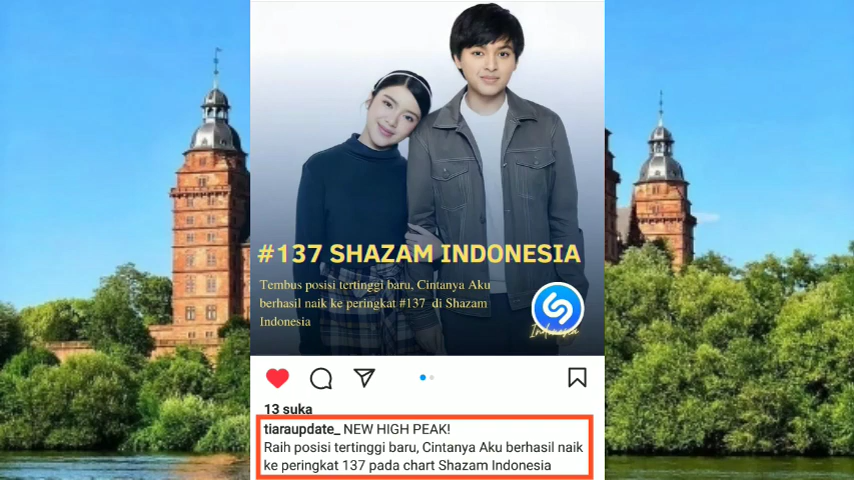 #137 SHAZAM INDONESIA
Tembus posisi tertinggi baru, Cintanya Aku
berhasil naik ke peringkat #137 di Shazam
Indonesia
Indonesia
13 suka
tiaraupdate_ NEW HIGH PEAK!
Raih posisi tertinggi baru, Cintanya Aku berhasil naik
ke peringkat 137 pada chart Shazam Indonesia